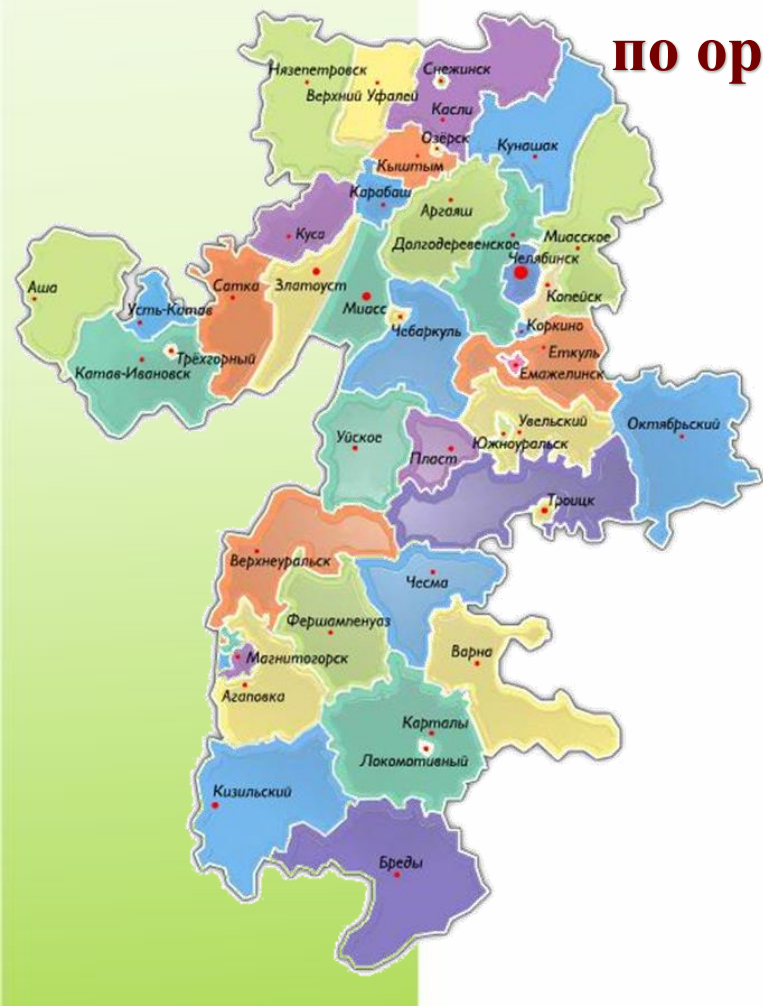 по ор
Нязепетровск
Снежинск
Верхний Уфалей
Касли
Озёрск
Кунашак
Кыштым
Карабаш
Аргаяш
Куса
Долгодеревенское
Миасское
Челябинск
Аша
Сатка
Златоуст
Копейск
Усть-Катав
Миасс
Чебаркуль
Коркино
Трёхгорный
Еткуль
Катав-Ивановск
Емажелинск
Увельский
Октябрьский
Уйское
Южноуральск
Пласт
Троицк
Верхнеуральск
Чесма
Фершампенуаз
Варна
Магнитогорск
Агаповка
Карталы
Локомотивный
Кизильский
Бреды